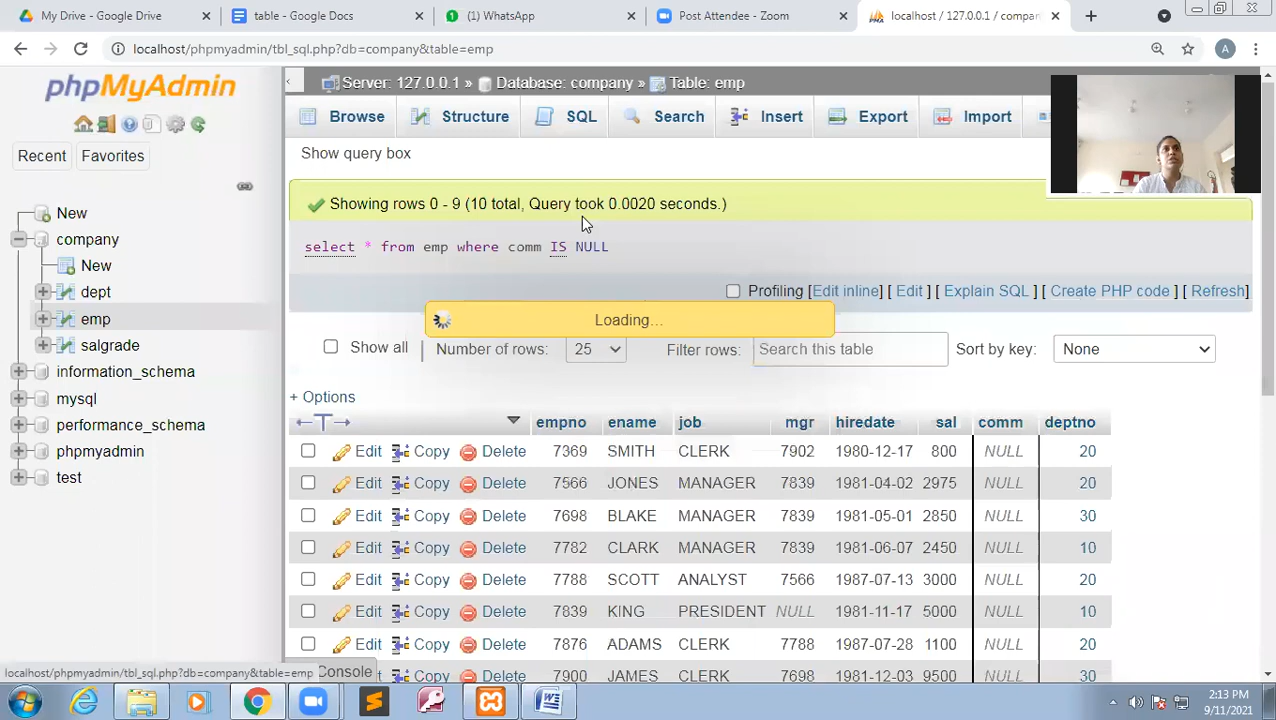 My Drive - Google Drive
table - Google Docs
(1) WhatsApp
Post Attendee - Zoom
localhost / 127.0.0.1 / compan
localhost/phpmyadmin/tbl_sql.php?db=company&table=emp
A
phpMyAdmin
Recent
Favorites
New
company
New
dept
emp
salgrade
information_schema
mysql
performance_schema
phpmyadmin
test
Server: 127.0.0.1 » Database: company » Table: emp
Browse Structure SQL Search Insert Export Import
Show query box
Showing rows 0 - 9 (10 total, Query took 0.0020 seconds.)
select * from emp where comm IS NULL
Profiling [Edit inline] [ Edit ] [ Explain SQL ] [ Create PHP code ] [ Refresh]
Loading...
Show all Number of rows: 25 Filter rows: Search this table Sort by key: None
+ Options
empno ename job mgr hiredate sal comm deptno
Edit Copy Delete 7369 SMITH CLERK 7902 1980-12-17 800 NULL 20
Edit Copy Delete 7566 JONES MANAGER 7839 1981-04-02 2975 NULL 20
Edit Copy Delete 7698 BLAKE MANAGER 7839 1981-05-01 2850 NULL 30
Edit Copy Delete 7782 CLARK MANAGER 7839 1981-06-07 2450 NULL 10
Edit Copy Delete 7788 SCOTT ANALYST 7566 1987-07-13 3000 NULL 20
Edit Copy Delete 7839 KING PRESIDENT NULL 1981-11-17 5000 NULL 10
Edit Copy Delete 7876 ADAMS CLERK 7788 1987-07-28 1100 NULL 20
Edit Copy Delete 7900 JAMES CLERK 7698 1981-12-03 9500 NULL 30
localhost/phpmyadmin/tbl_sql.php?db=company&table=emp
Console
2:13 PM
9/11/2021